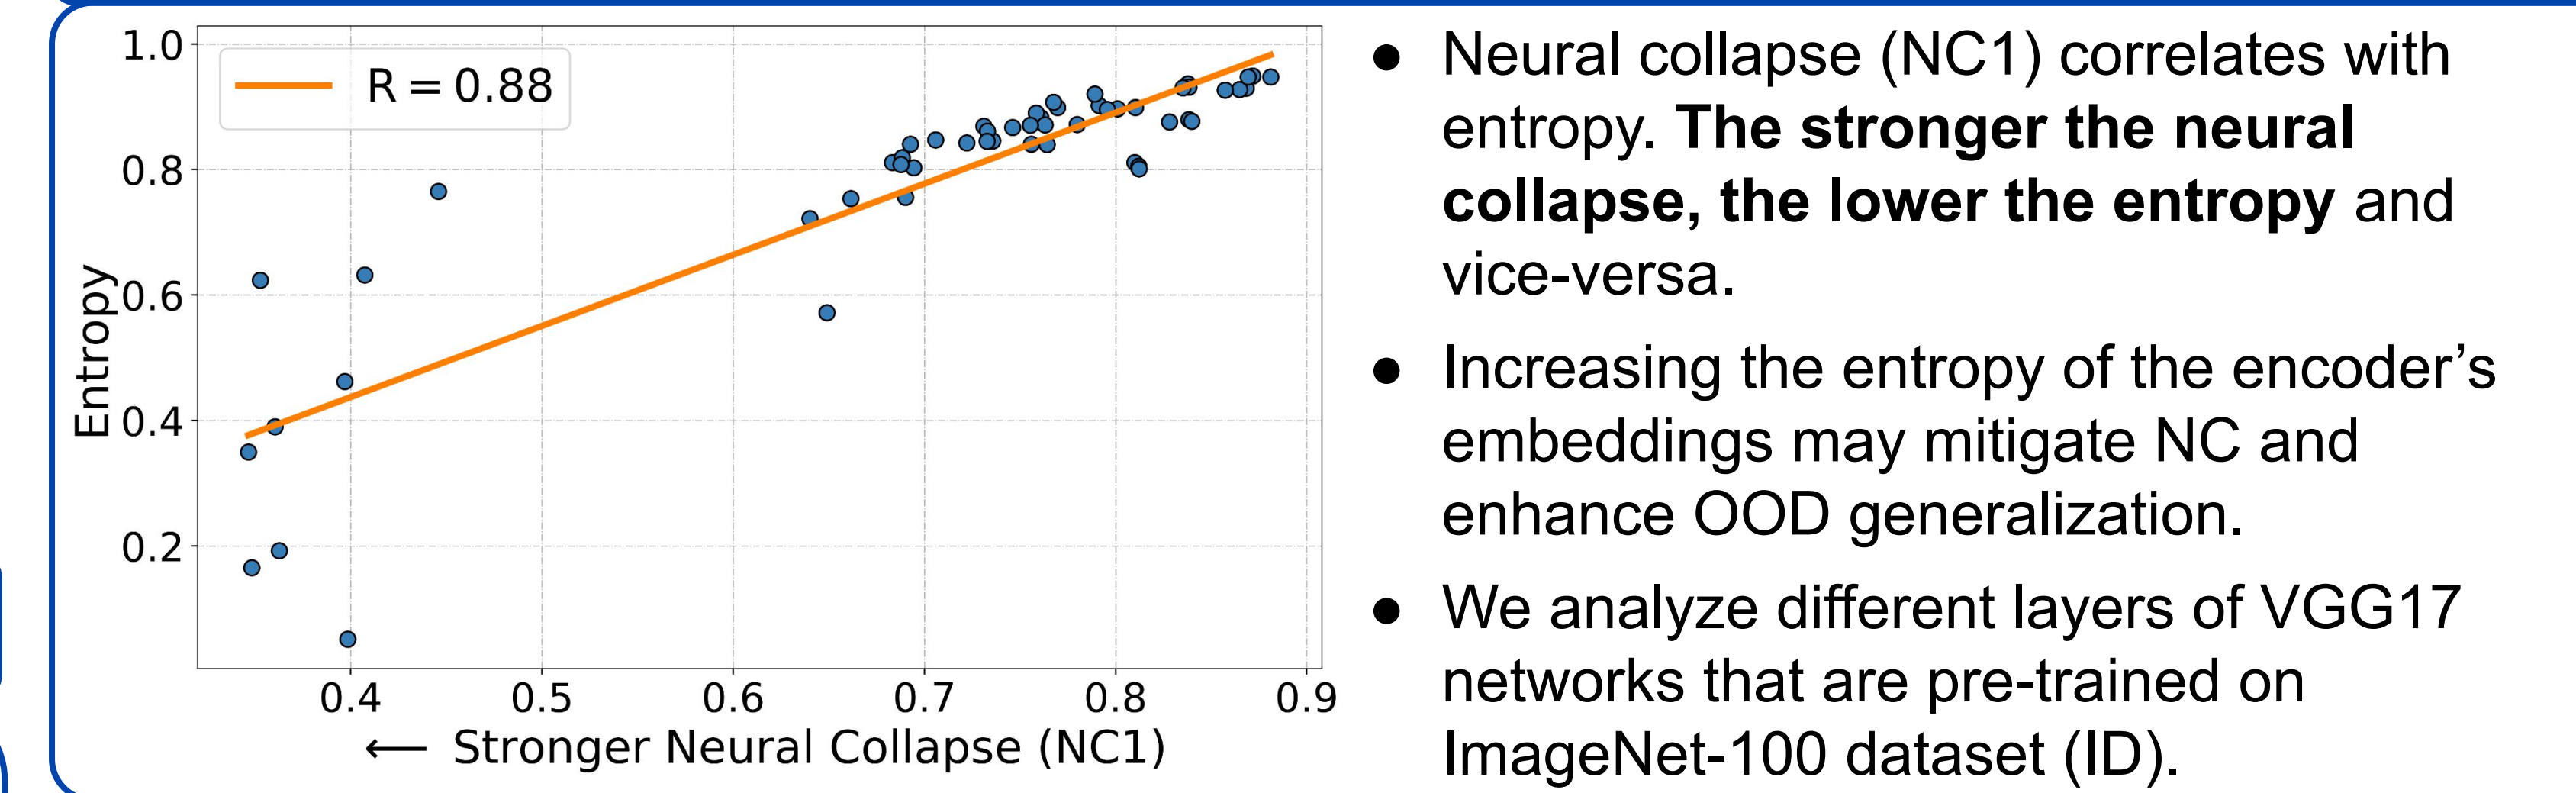 1.0
0.8
0.6
0.4
0.2
Entropy
R = 0.88
0.4 0.5 0.6 0.7 0.8 0.9
← Stronger Neural Collapse (NC1)
● Neural collapse (NC1) correlates with
entropy. The stronger the neural
collapse, the lower the entropy and
vice-versa.
● Increasing the entropy of the encoder’s
embeddings may mitigate NC and
enhance OOD generalization.
● We analyze different layers of VGG17
networks that are pre-trained on
ImageNet-100 dataset (ID).